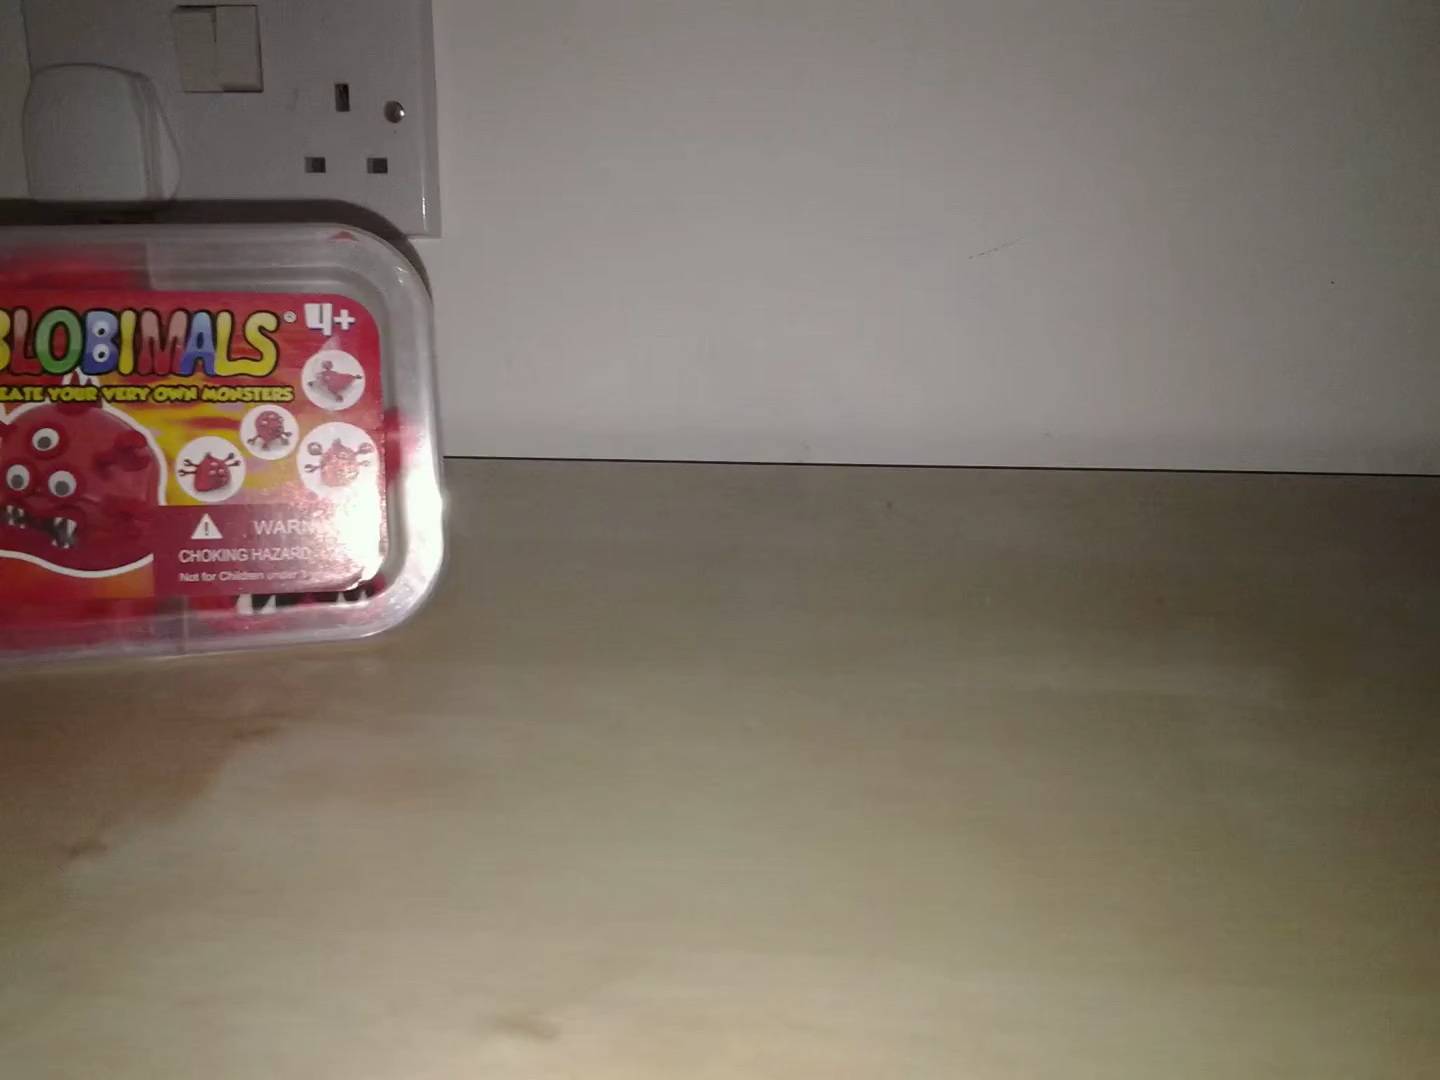 BLOBIMALS® 4+
EATE YOUR VERY OWN MONSTERS
WARN
CHOKING HAZARD
Not for Children under 3